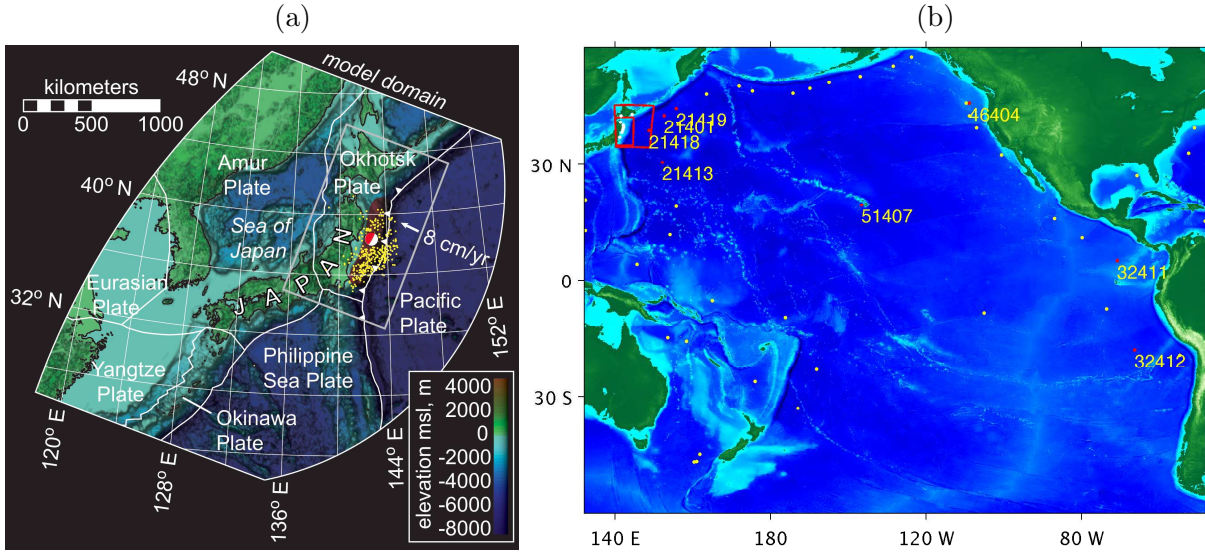 (a)
kilometers
0 500 1000
48° N
40° N
32° N
model domain
Amur
Plate
Okhotsk
Plate
Sea of
Japan
8 cm/yr
JAPAN
Eurasian
Plate
Pacific
Plate
Yangtze
Plate
Philippine
Sea Plate
Okinawa
Plate
152° E
144° E
136° E
128° E
120° E
elevation msl, m
4000
2000
0
-2000
-4000
-6000
-8000
(b)
21419
21401
21418
21413
51407
46404
32411
32412
30 N
0
30 S
140 E
180
120 W
80 W